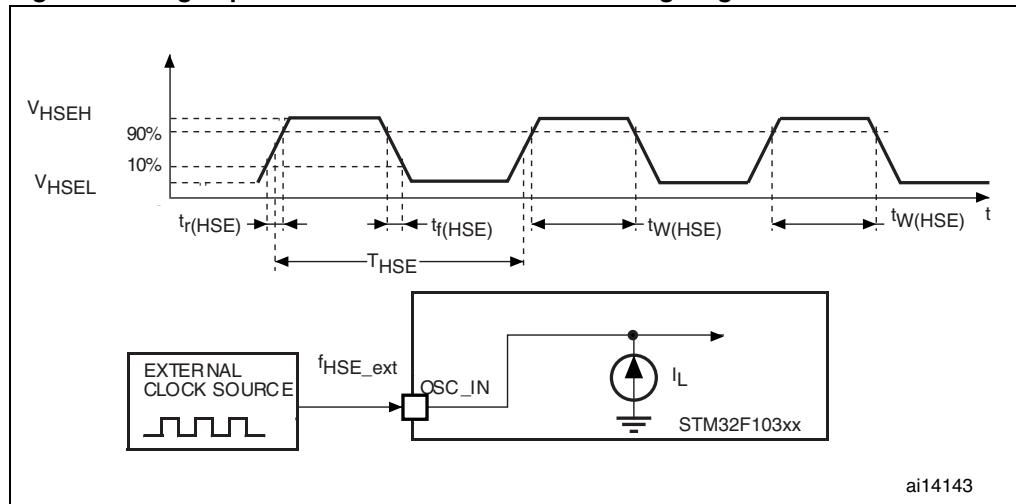 VHSEH
90%
10%
VHSEL
tr(HSE)
tf(HSE)
tW(HSE)
tW(HSE)
t
THSE
EXTERNAL
CLOCK SOURCE
fHSE_ext
OSC_IN
IL
STM32F103xx
ai14143